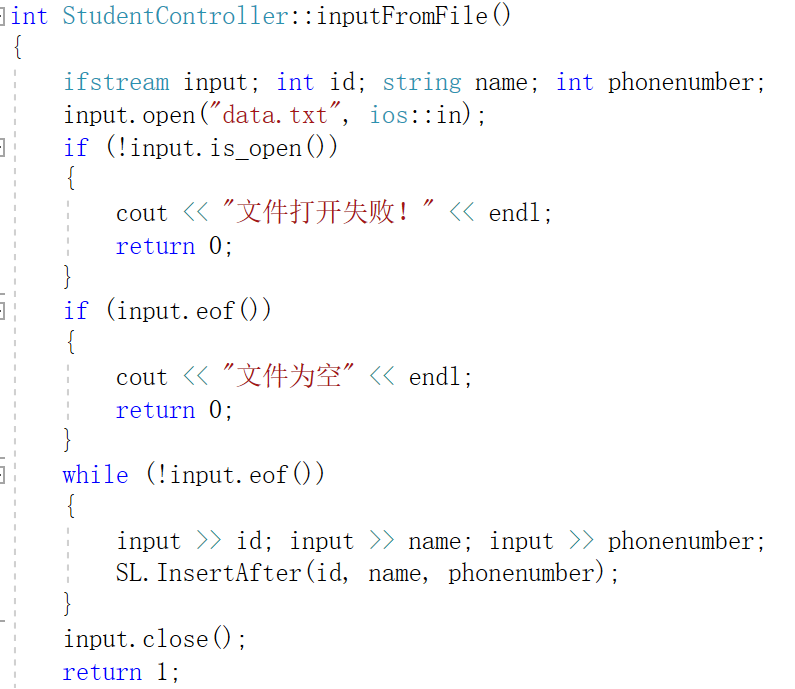 int StudentController::inputFromFile()
{
ifstream input; int id; string name; int phonenumber;
input.open("data.txt", ios::in);
if (!input.is_open())
{
cout << "文件打开失败！" << endl;
return 0;
}
if (input.eof())
{
cout << "文件为空" << endl;
return 0;
}
while (!input.eof())
{
input >> id; input >> name; input >> phonenumber;
SL.InsertAfter(id, name, phonenumber);
}
input.close();
return 1;